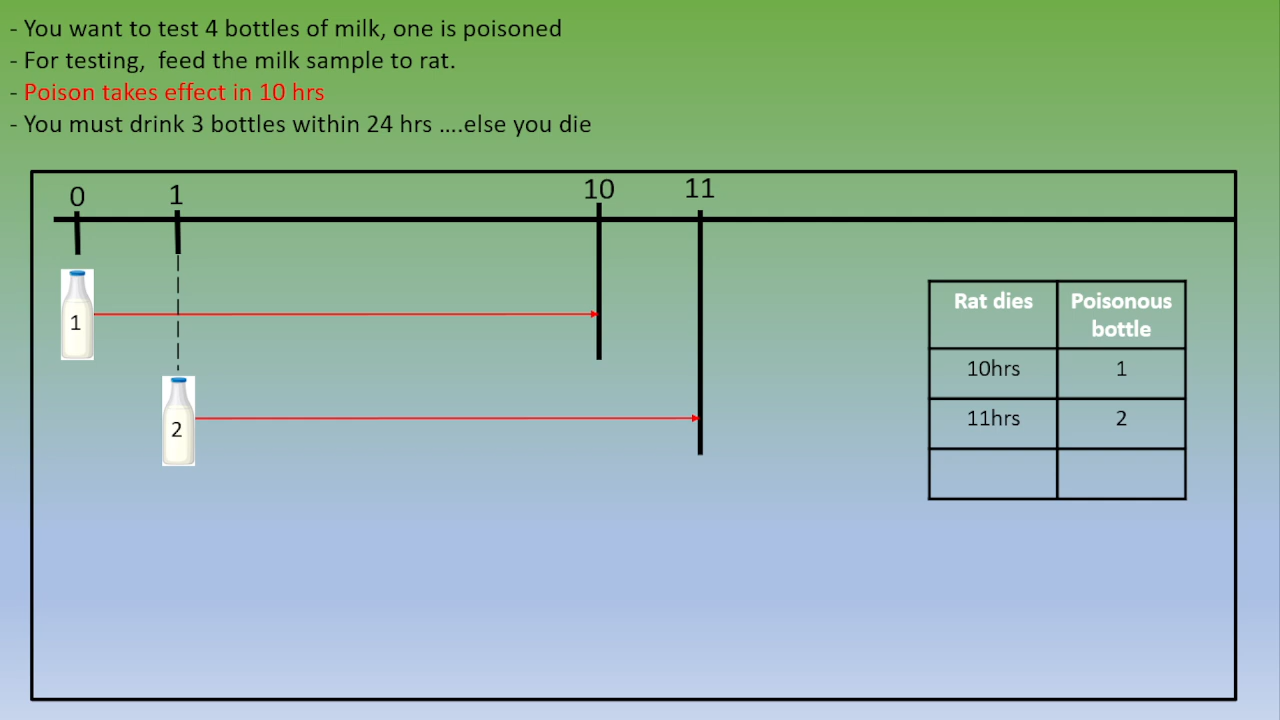 - You want to test 4 bottles of milk, one is poisoned
- For testing, feed the milk sample to rat.
- Poison takes effect in 10 hrs
- You must drink 3 bottles within 24 hrs ....else you die
0 1 10 11
1
2
Rat dies Poisonous bottle
10hrs 1
11hrs 2